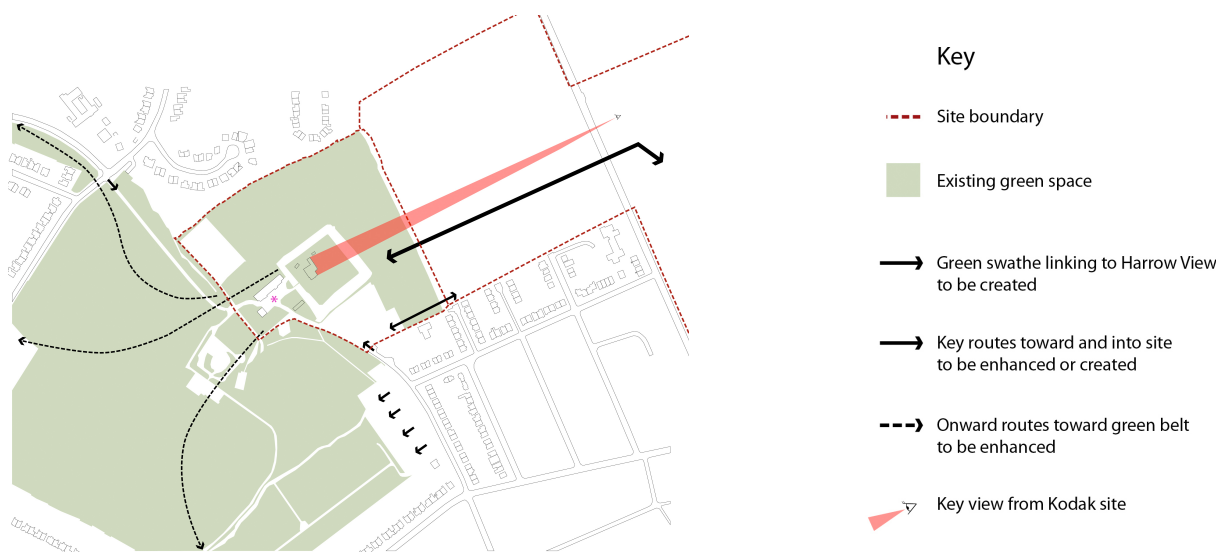 Key
Site boundary
Existing green space
Green swathe linking to Harrow View
to be created
Key routes toward and into site
to be enhanced or created
Onward routes toward green belt
to be enhanced
Key view from Kodak site